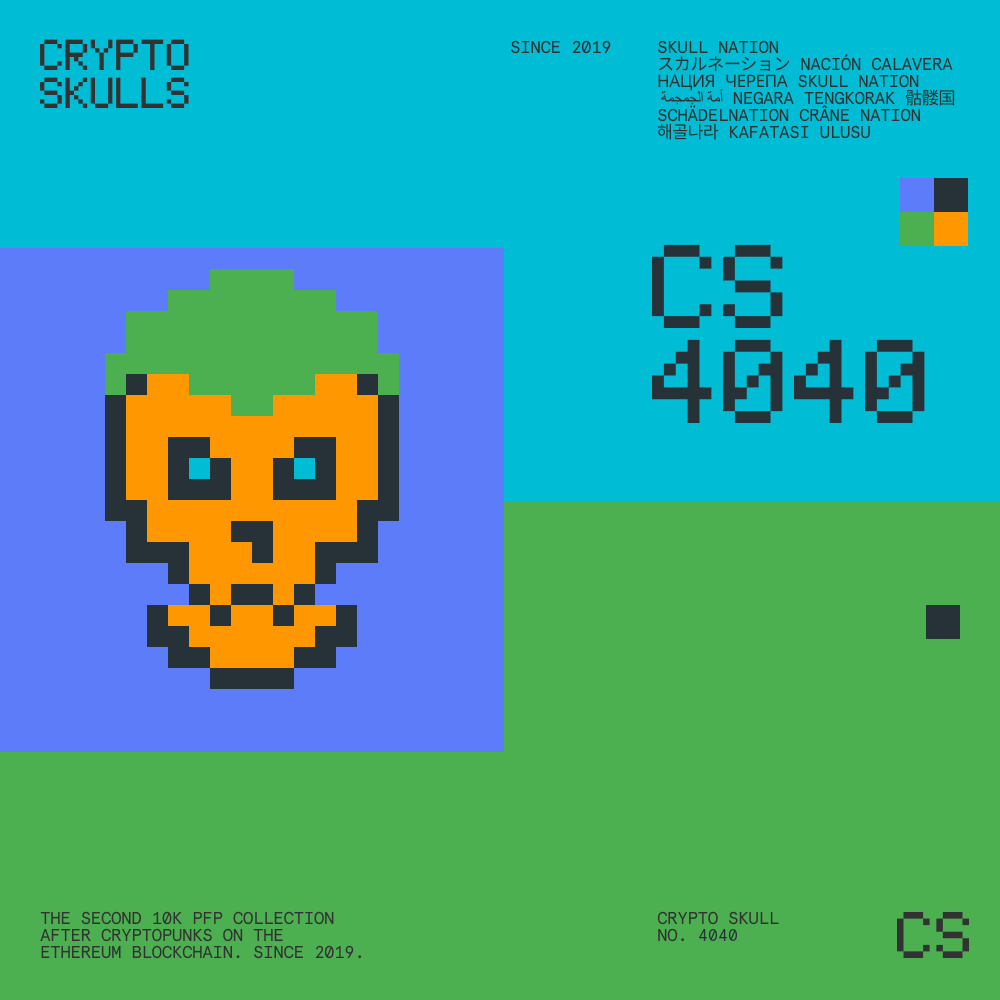 CRYPTO
SKULLS
SINCE 2019
SKULL NATION
スカルネーション NACIÓN CALAVERA
НАЦИЯ ЧЕРЕПА SKULL NATION
أمة الجمجمة NEGARA TENGKORAK 骷髅国
SCHÄDELNATION CRÂNE NATION
해골나라 KAFATASI ULUSU
CS
4040
THE SECOND 10K PFP COLLECTION
AFTER CRYPTOPUNKS ON THE
ETHEREUM BLOCKCHAIN. SINCE 2019.
CRYPTO SKULL
NO. 4040
CS